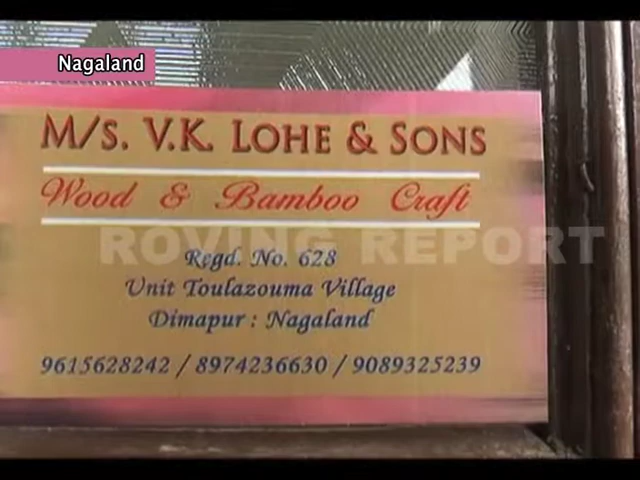 Nagaland
M/s. V.K. Lohe & Sons
Wood & Bamboo Craft
ROVING REPORT
Regd. No. 628
Unit Toulazouma Village
Dimapur : Nagaland
9615628242 / 8974236630 / 9089325239